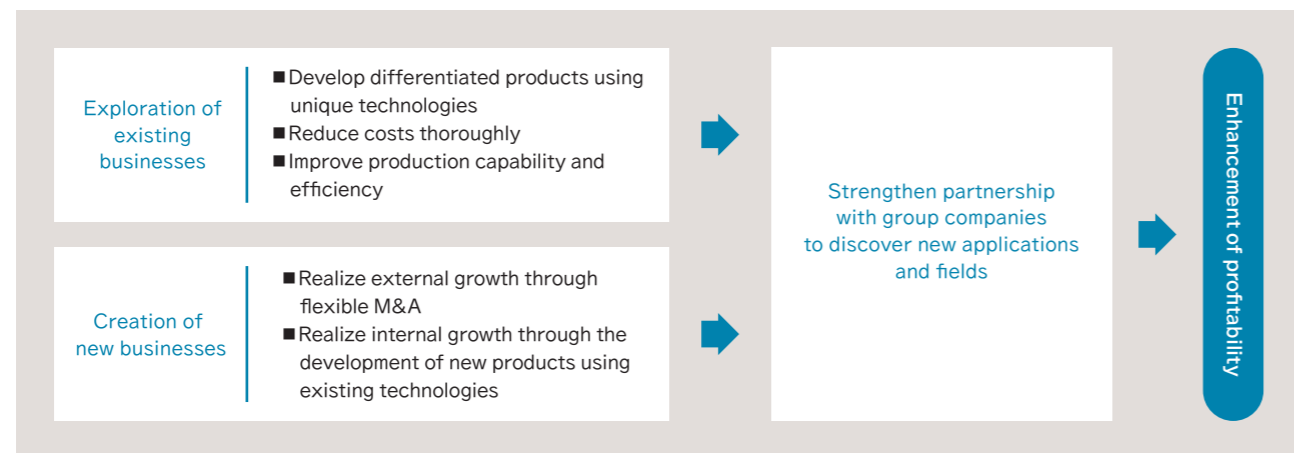 Exploration of
existing
businesses
■Develop differentiated products using
unique technologies
■Reduce costs thoroughly
■Improve production capability and
efficiency
Creation of
new businesses
■Realize external growth through
flexible M&A
■Realize internal growth through the
development of new products using
existing technologies
Strengthen partnership
with group companies
to discover new applications
and fields
Enhancement of profitability